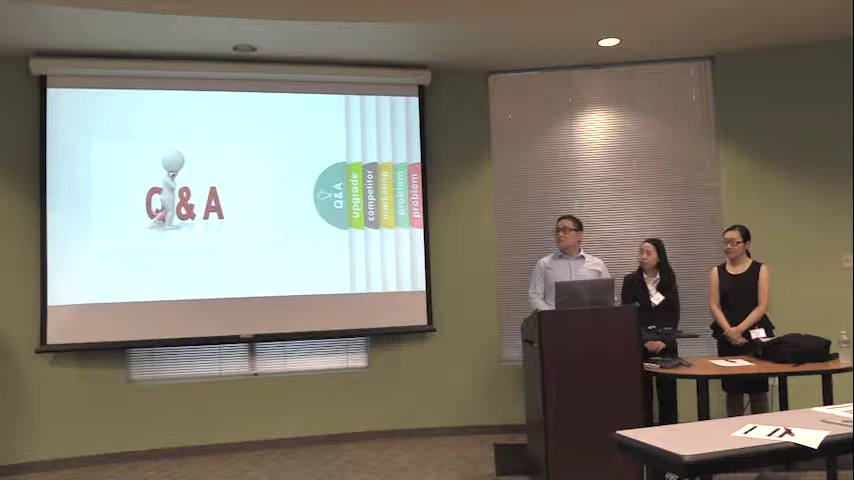 Q&A
Q&A
upgrade
competitor
marketing
problem
problem